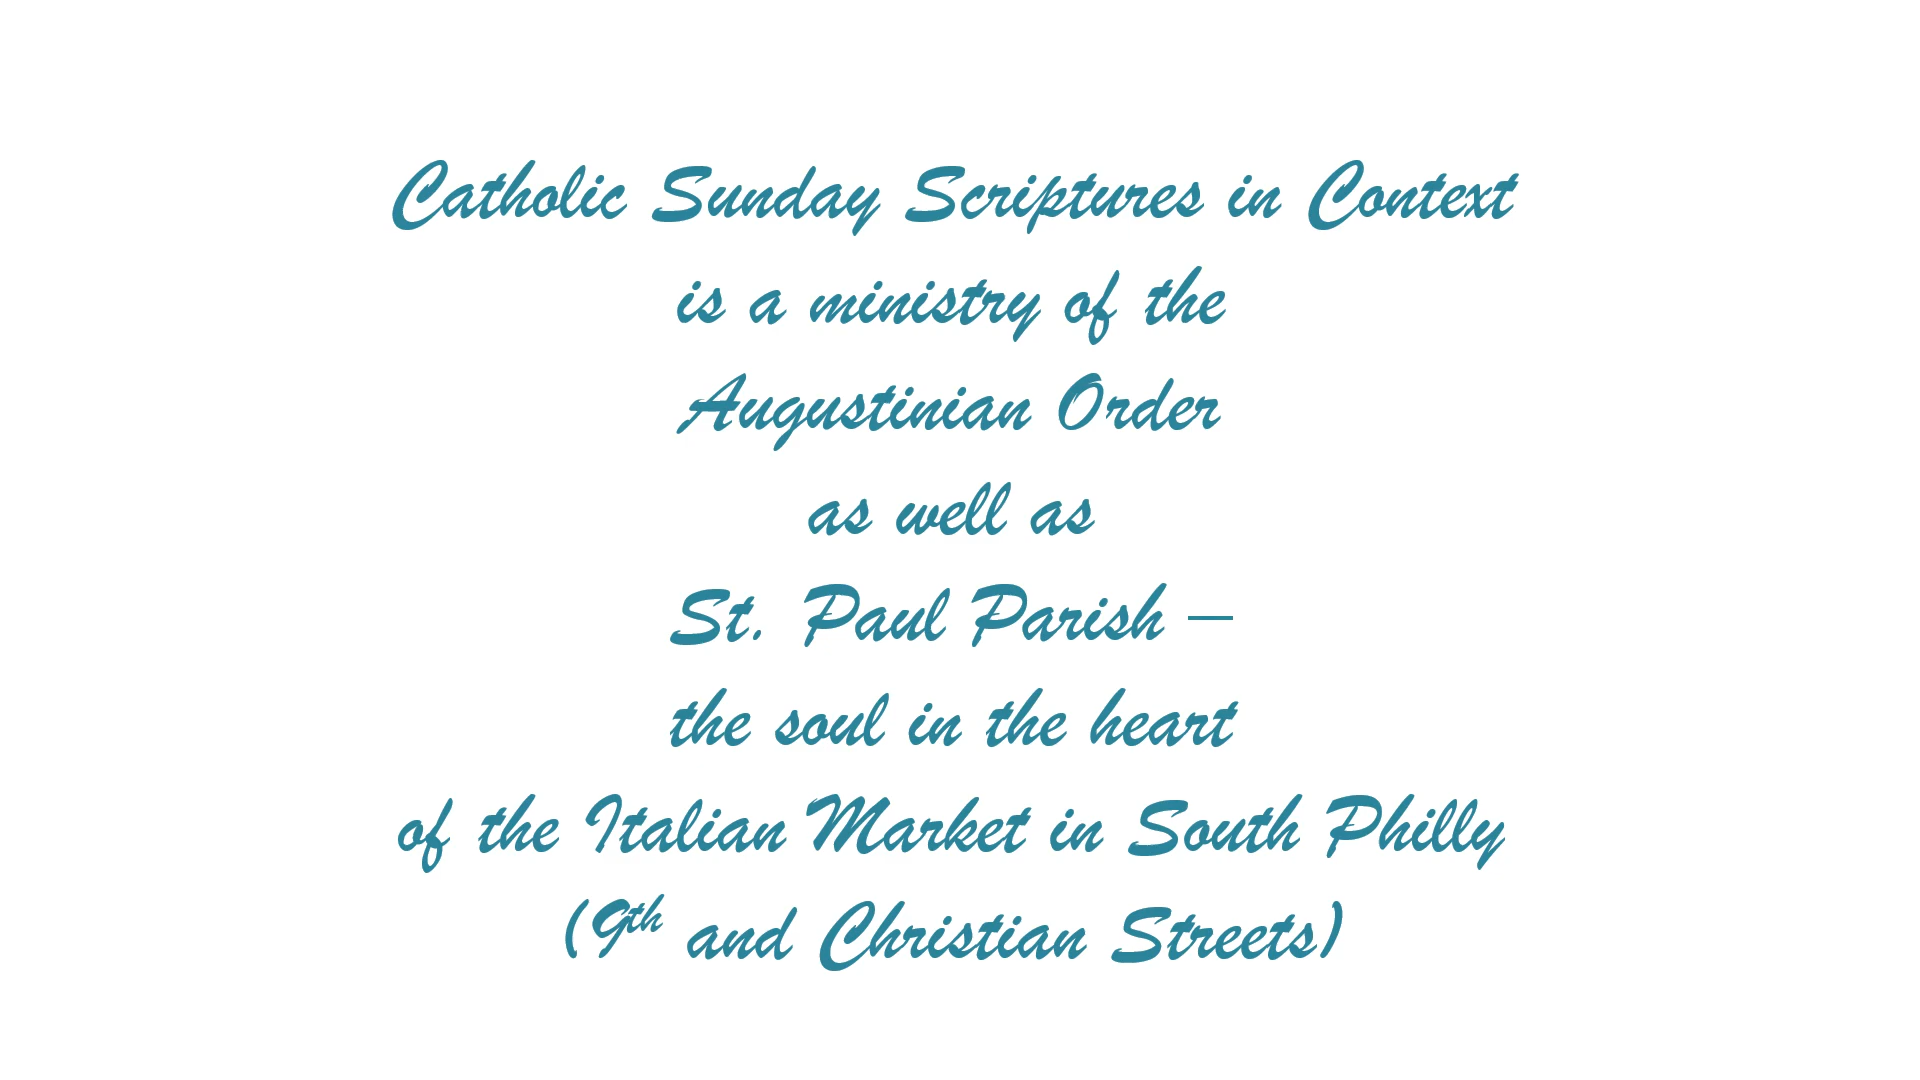 Catholic Sunday Scriptures in Context
is a ministry of the
Augustinian Order
as well as
St. Paul Parish –
the soul in the heart
of the Italian Market in South Philly
(9th and Christian Streets)